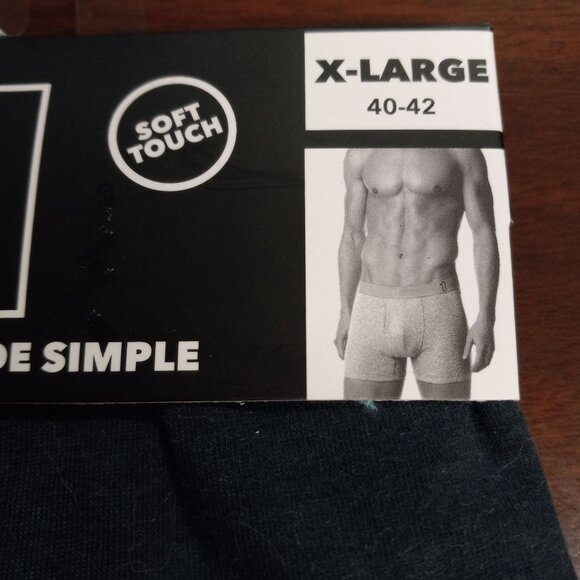 SOFT
TOUCH
X-LARGE
40-42
DE SIMPLE